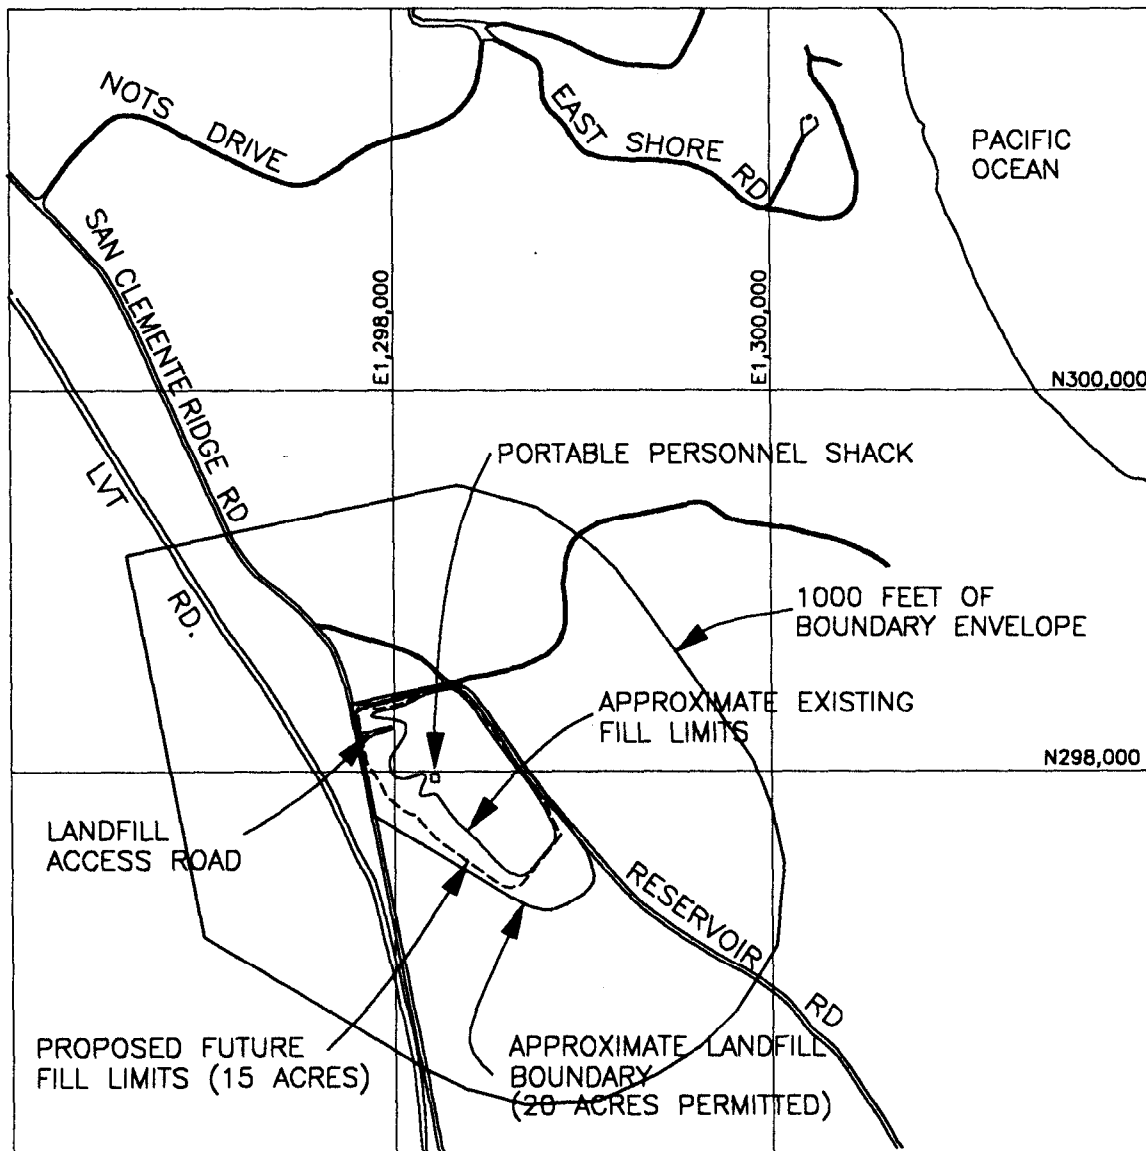 NOTS DRIVE
EAST SHORE RD
PACIFIC
OCEAN
SAN CLEMENTE RIDGE RD
E1,298,000
E1,300,000
N300,000
LVT RD.
PORTABLE PERSONNEL SHACK
1000 FEET OF
BOUNDARY ENVELOPE
APPROXIMATE EXISTING
FILL LIMITS
N298,000
LANDFILL
ACCESS ROAD
RESERVOIR RD
PROPOSED FUTURE
FILL LIMITS (15 ACRES)
APPROXIMATE LANDFILL
BOUNDARY
(20 ACRES PERMITTED)